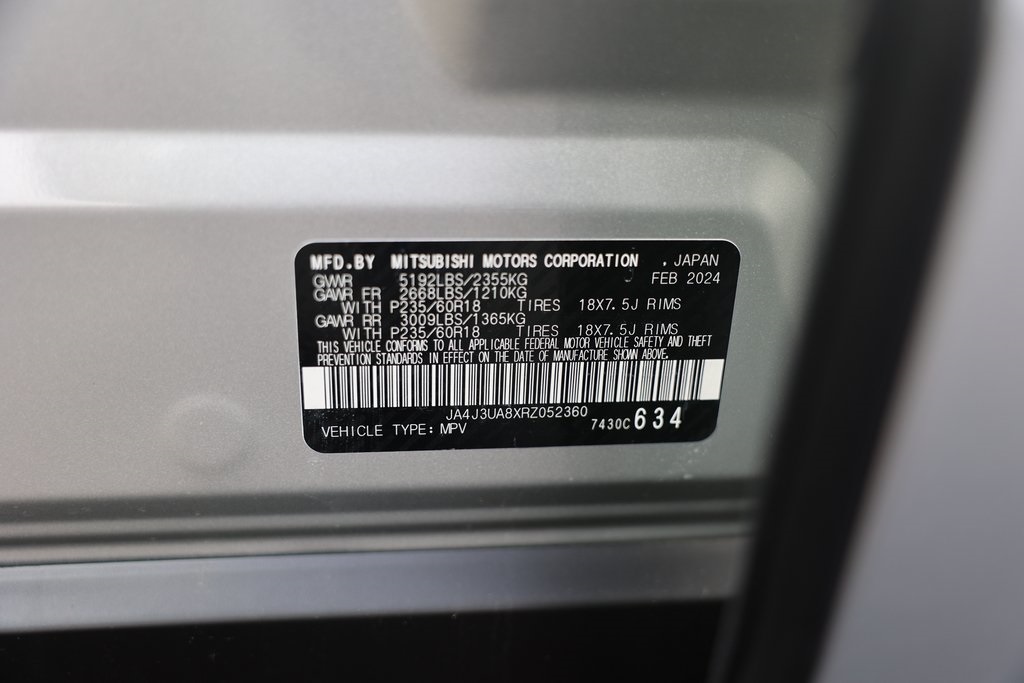 MFD.BY MITSUBISHI MOTORS CORPORATION , JAPAN
GWVR 5192LBS/2355KG FEB 2024
GAWR FR 2668LBS/1210KG
WITH P235/60R18 TIRES 18X7.5J RIMS
GAWR RR 3009LBS/1365KG
WITH P235/60R18 TIRES 18X7.5J RIMS
THIS VEHICLE CONFORMS TO ALL APPLICABLE FEDERAL MOTOR VEHICLE SAFETY AND THEFT
PREVENTION STANDARDS IN EFFECT ON THE DATE OF MANUFACTURE SHOWN ABOVE.
JA4J3UA8XRZ052360
VEHICLE TYPE: MPV 7430C634